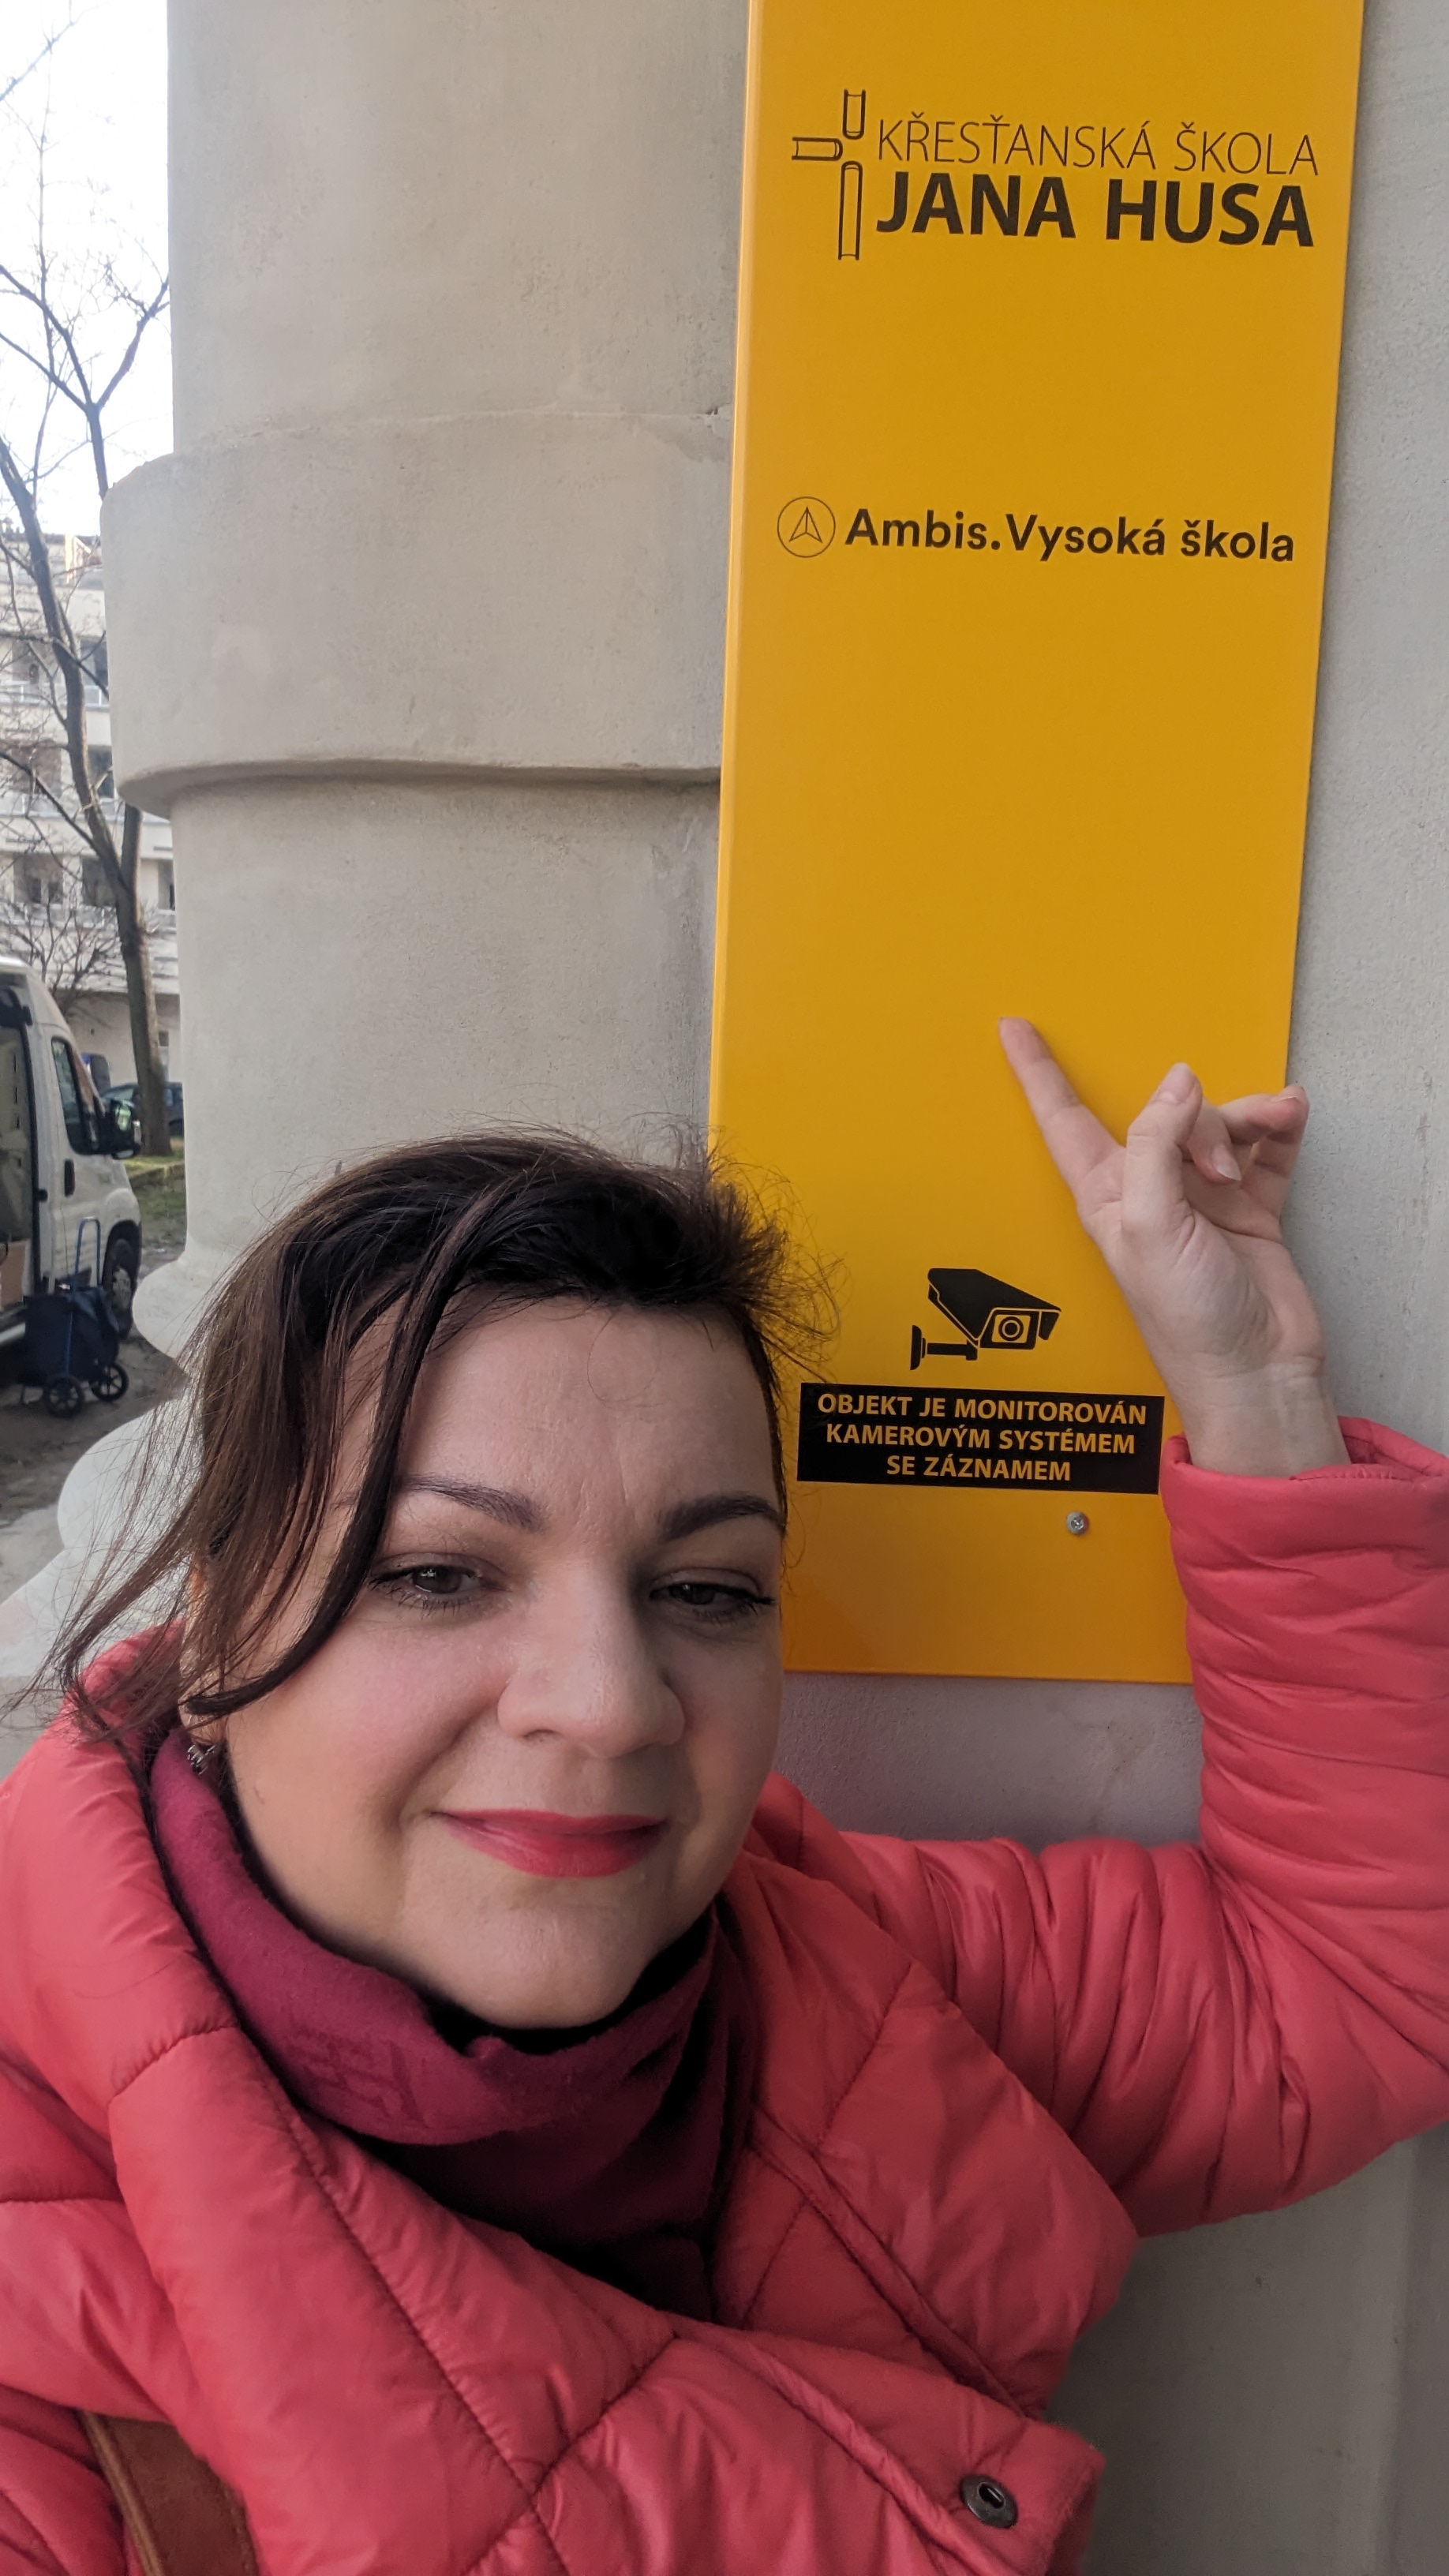 KŘESŤANSKÁ ŠKOLA
JANA HUSA
Ambis.Vysoká škola
OBJEKT JE MONITOROVÁN
KAMEROVÝM SYSTÉMEM
SE ZÁZNAMEM